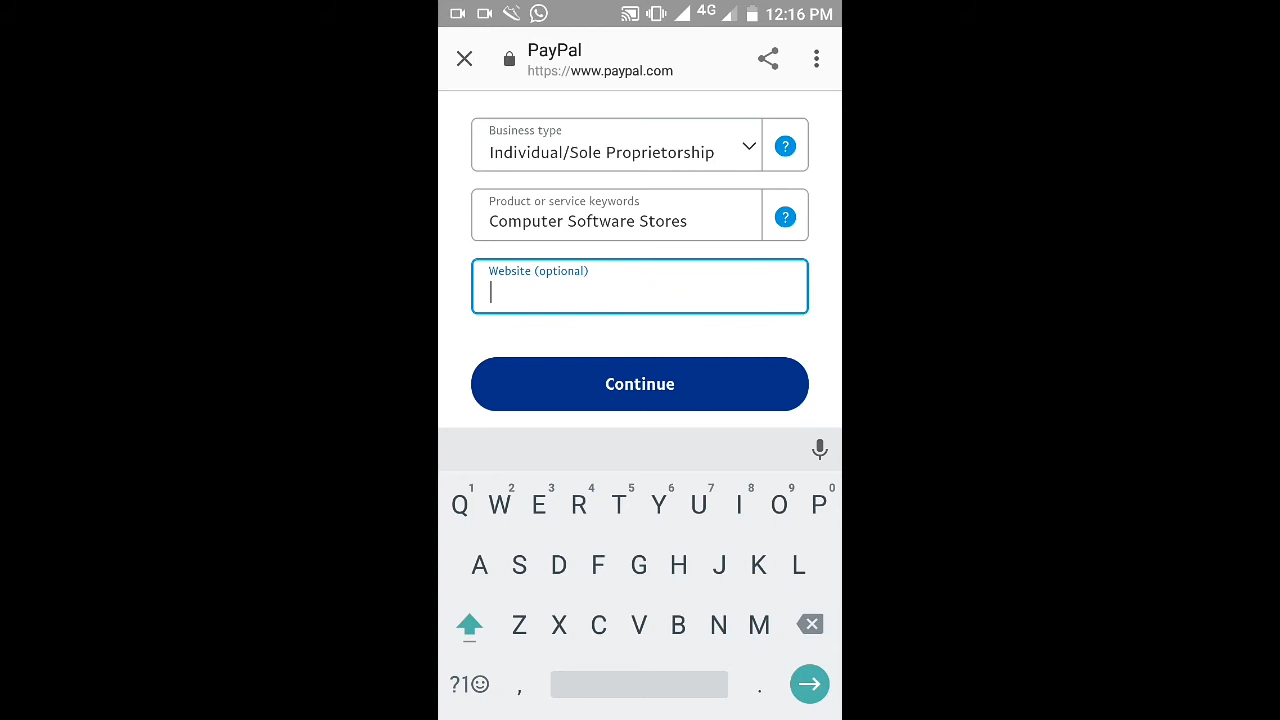 4G 12:16 PM
PayPal
https://www.paypal.com
Business type
Individual/Sole Proprietorship
?
Product or service keywords
Computer Software Stores
?
Website (optional)
Continue
1 2 3 4 5 6 7 8 9 0
Q W E R T Y U I O P
A S D F G H J K L
Z X C V B N M
?1 , .